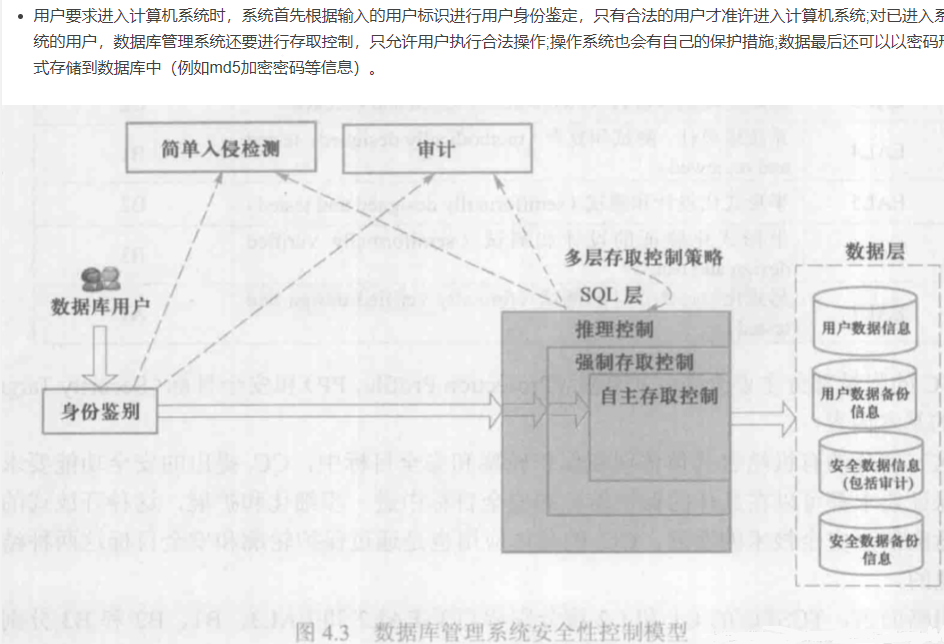 用户要求进入计算机系统时，系统首先根据输入的用户标识进行用户身份鉴定，只有合法的用户才准许进入计算机系统;对已进入系
统的用户，数据库管理系统还要进行存取控制，只允许用户执行合法操作;操作系统也会有自己的保护措施;数据最后还可以以密码形
式存储到数据库中（例如md5加密密码等信息）。
简单入侵检测
审计
多层存取控制策略
数据层
数据库用户
SQL 层
推理控制
强制存取控制
自主存取控制
身份鉴别
用户数据信息
用户数据备份
信息
安全数据信息
(包括审计)
安全数据备份
信息
图 4.3 数据库管理系统安全性控制模型